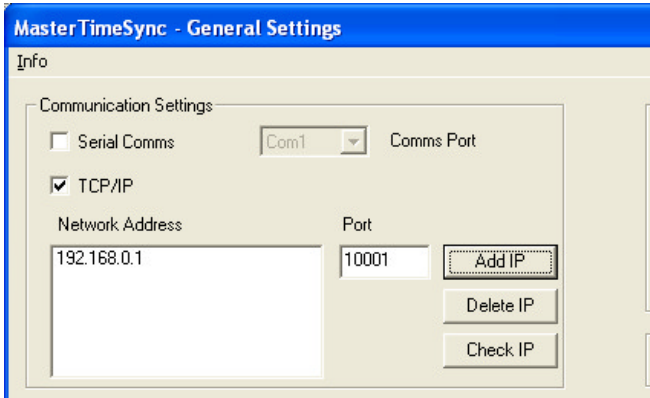 MasterTimeSync - General Settings
Info
Communication Settings
Serial Comms Com1 Comms Port
TCP/IP
Network Address Port
192.168.0.1 10001 Add IP
Delete IP
Check IP